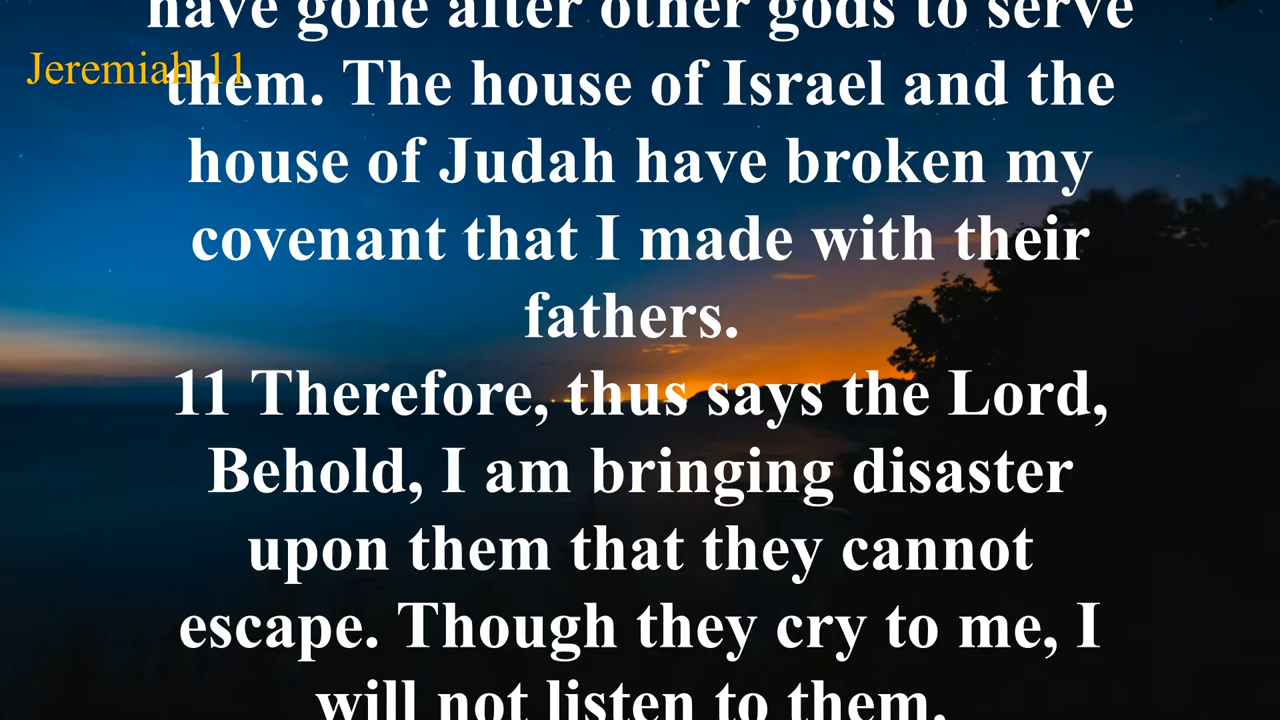 have gone after other gods to serve
Jeremiah 11
them. The house of Israel and the
house of Judah have broken my
covenant that I made with their
fathers.
11 Therefore, thus says the Lord,
Behold, I am bringing disaster
upon them that they cannot
escape. Though they cry to me, I
will not listen to them.